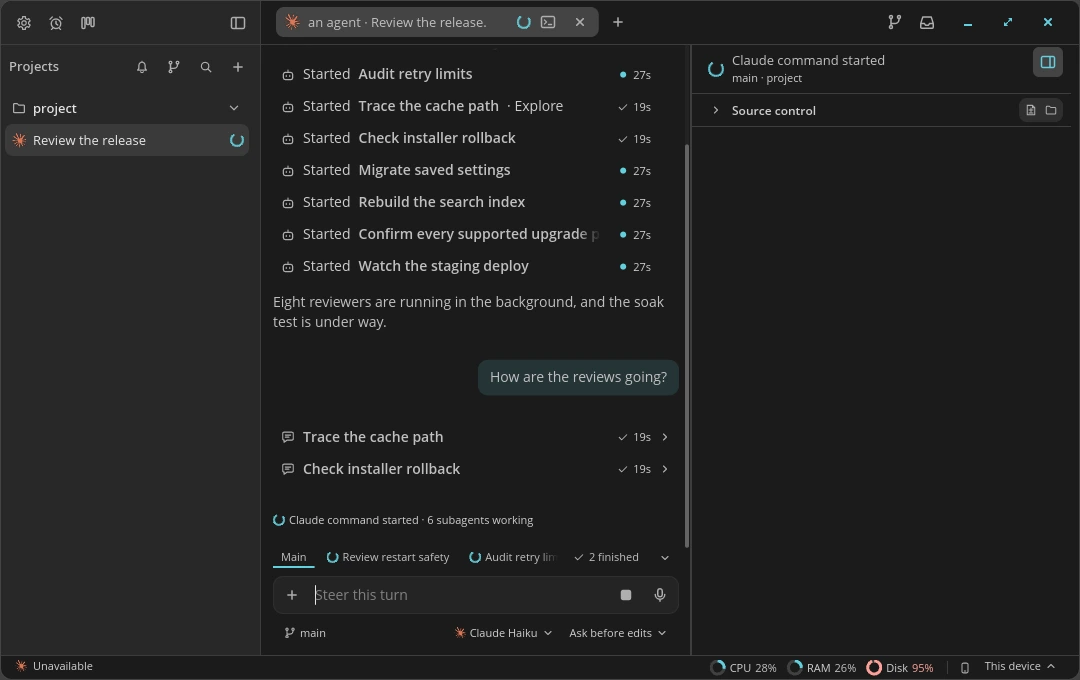 an agent · Review the release.
Projects
project
Review the release
Started Audit retry limits 27s
Started Trace the cache path · Explore 19s
Started Check installer rollback 19s
Started Migrate saved settings 27s
Started Rebuild the search index 27s
Started Confirm every supported upgrade p 27s
Started Watch the staging deploy 27s
Eight reviewers are running in the background, and the soak
test is under way.
How are the reviews going?
Trace the cache path 19s
Check installer rollback 19s
Claude command started · 6 subagents working
Main Review restart safety Audit retry lim 2 finished
Steer this turn
main Claude Haiku Ask before edits
Claude command started
main · project
Source control
Unavailable
CPU 28% RAM 26% Disk 95% This device